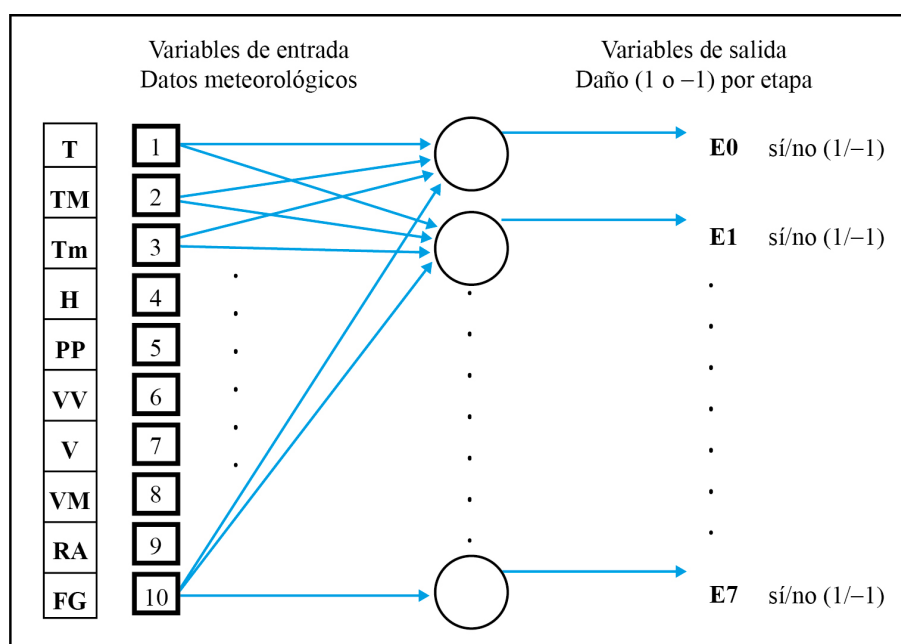 Variables de entrada
Datos meteorológicos
Variables de salida
Daño (1 o –1) por etapa
T 1 E0 sí/no (1/–1)
TM 2
Tm 3 E1 sí/no (1/–1)
H 4
PP 5
VV 6
V 7
VM 8
RA 9
FG 10 E7 sí/no (1/–1)